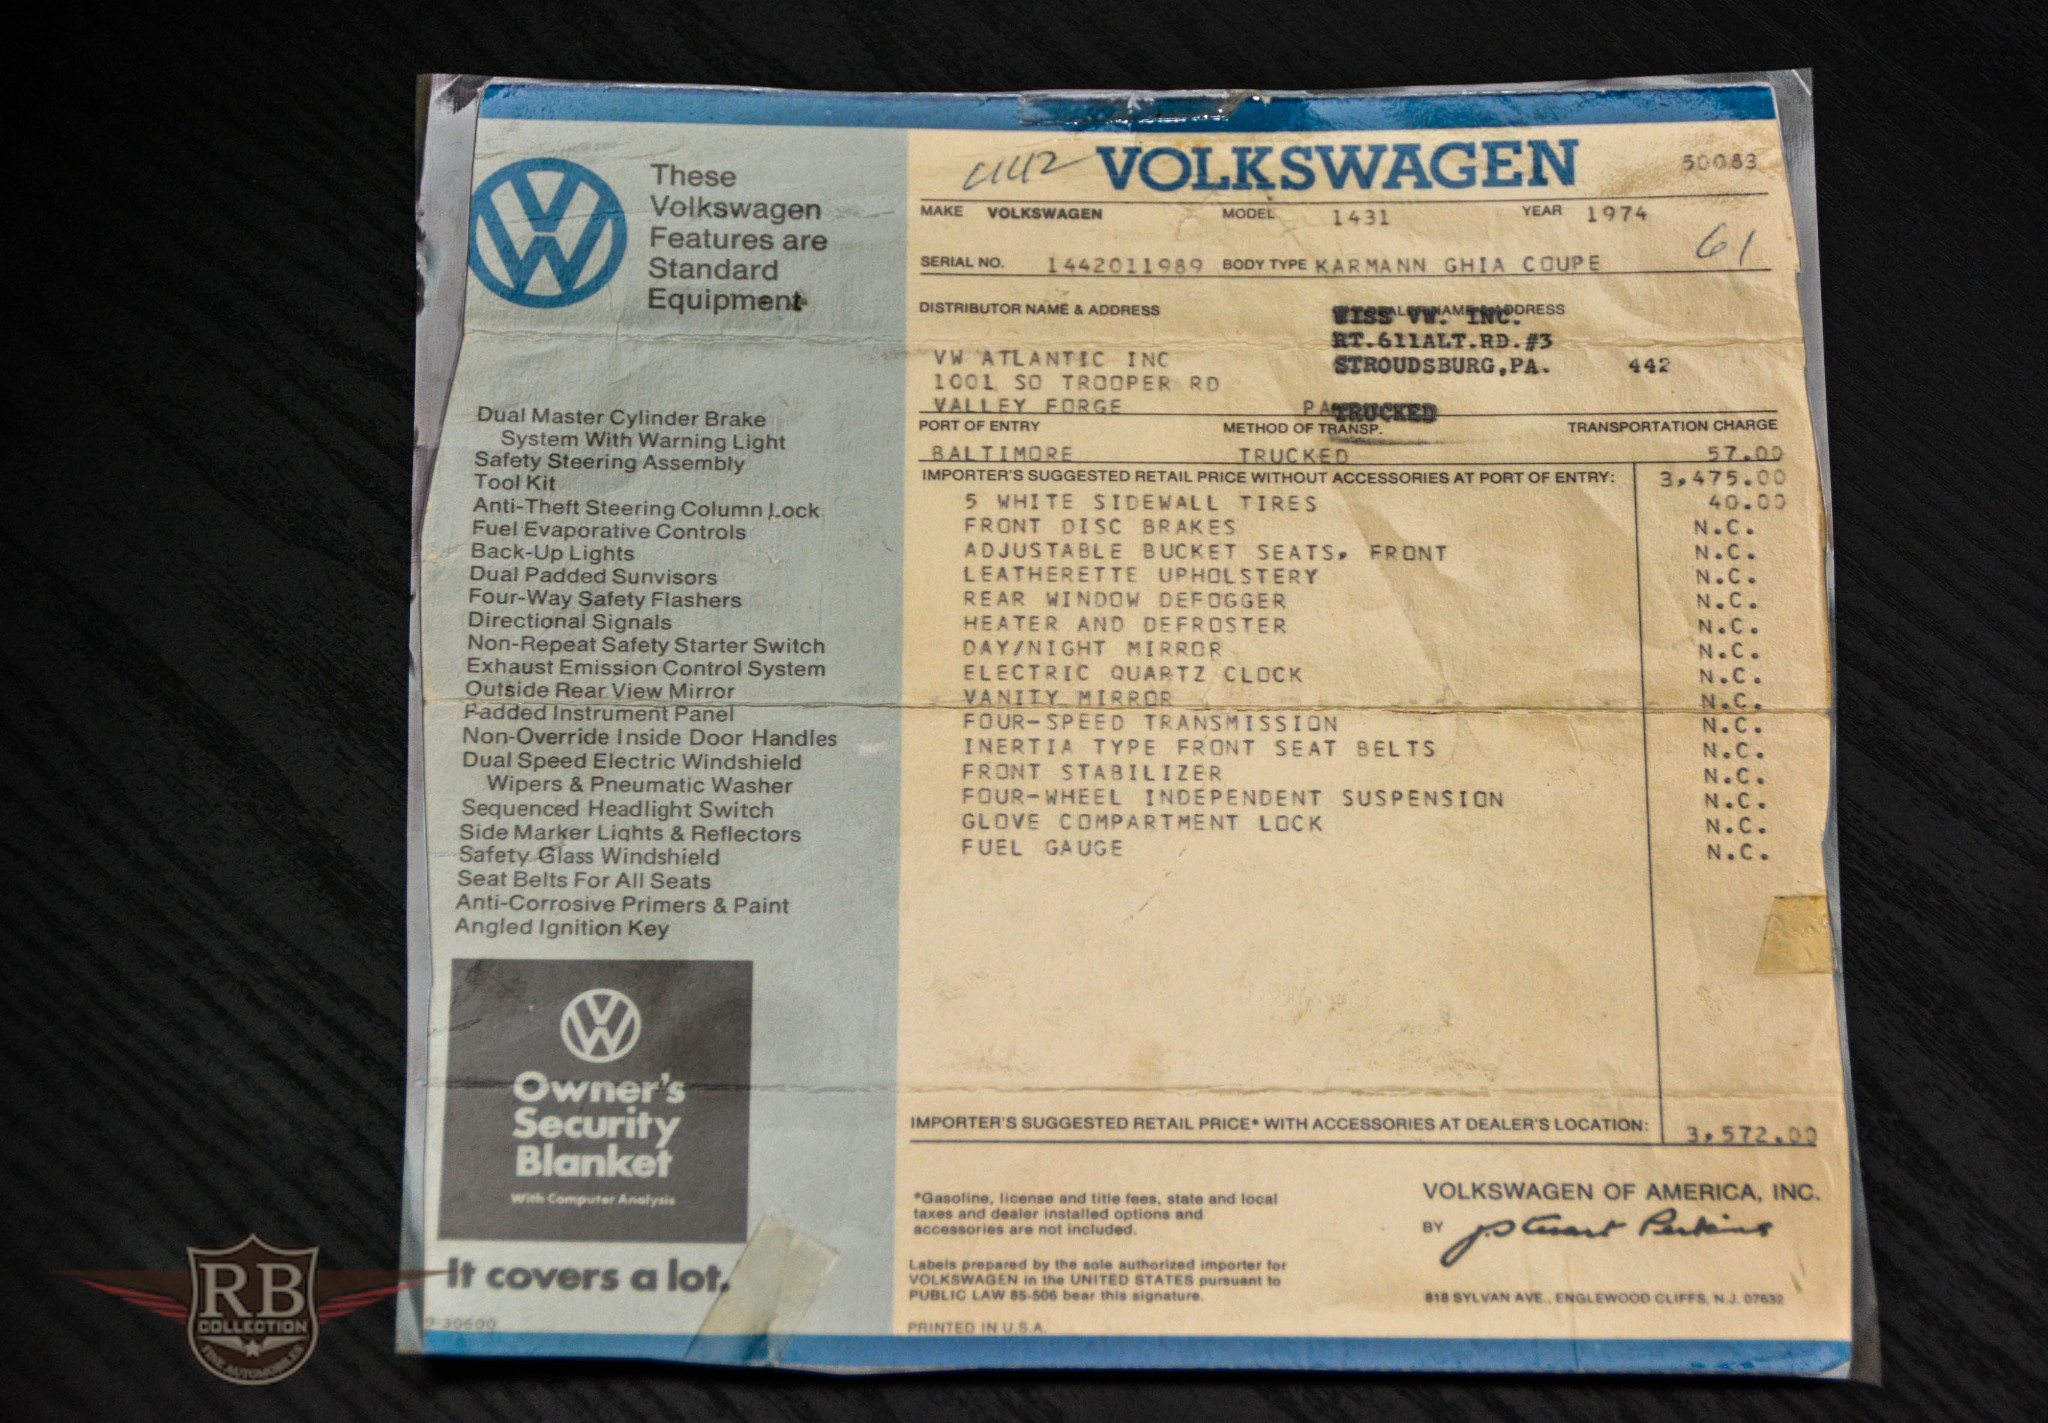 These
Volkswagen
Features are
Standard
Equipment
Dual Master Cylinder Brake
System With Warning Light
Safety Steering Assembly
Tool Kit
Anti-Theft Steering Column Lock
Fuel Evaporative Controls
Back-Up Lights
Dual Padded Sunvisors
Four-Way Safety Flashers
Directional Signals
Non-Repeat Safety Starter Switch
Exhaust Emission Control System
Outside Rear View Mirror
Padded Instrument Panel
Non-Override Inside Door Handles
Dual Speed Electric Windshield
Wipers & Pneumatic Washer
Sequenced Headlight Switch
Side Marker Lights & Reflectors
Safety Glass Windshield
Seat Belts For All Seats
Anti-Corrosive Primers & Paint
Angled Ignition Key
Owner's
Security
Blanket
With Computer Analysis
It covers a lot.
9-30600
VOLKSWAGEN
MAKE VOLKSWAGEN MODEL 1431 YEAR 1974
61
SERIAL NO. 1442011989 BODY TYPE KARMANN GHIA COUPE
DISTRIBUTOR NAME & ADDRESS NAME & ADDRESS
WISS VW. INC.
RT.611ALT.RD.#3
VW ATLANTIC INC STROUDSBURG,PA. 442
1001 SO TROOPER RD
VALLEY FORGE PA TRUCKED
PORT OF ENTRY METHOD OF TRANSP. TRANSPORTATION CHARGE
BALTIMORE TRUCKED 57.00
IMPORTER'S SUGGESTED RETAIL PRICE WITHOUT ACCESSORIES AT PORT OF ENTRY: 3,475.00
5 WHITE SIDEWALL TIRES 40.00
FRONT DISC BRAKES N.C.
ADJUSTABLE BUCKET SEATS, FRONT N.C.
LEATHERETTE UPHOLSTERY N.C.
REAR WINDOW DEFOGGER N.C.
HEATER AND DEFROSTER N.C.
DAY/NIGHT MIRROR N.C.
ELECTRIC QUARTZ CLOCK N.C.
VANITY MIRROR N.C.
FOUR-SPEED TRANSMISSION N.C.
INERTIA TYPE FRONT SEAT BELTS N.C.
FRONT STABILIZER N.C.
FOUR-WHEEL INDEPENDENT SUSPENSION N.C.
GLOVE COMPARTMENT LOCK N.C.
FUEL GAUGE N.C.
IMPORTER'S SUGGESTED RETAIL PRICE* WITH ACCESSORIES AT DEALER'S LOCATION: 3,572.00
*Gasoline, license and title fees, state and local
taxes and dealer installed options and
accessories are not included.
Labels prepared by the sole authorized importer for
VOLKSWAGEN in the UNITED STATES pursuant to
PUBLIC LAW 85-506 bear this signature.
PRINTED IN U.S.A.
VOLKSWAGEN OF AMERICA, INC.
BY J. Stuart Perkins
818 SYLVAN AVE., ENGLEWOOD CLIFFS, N.J. 07632
RB
COLLECTION
FINE AUTOMOBILES